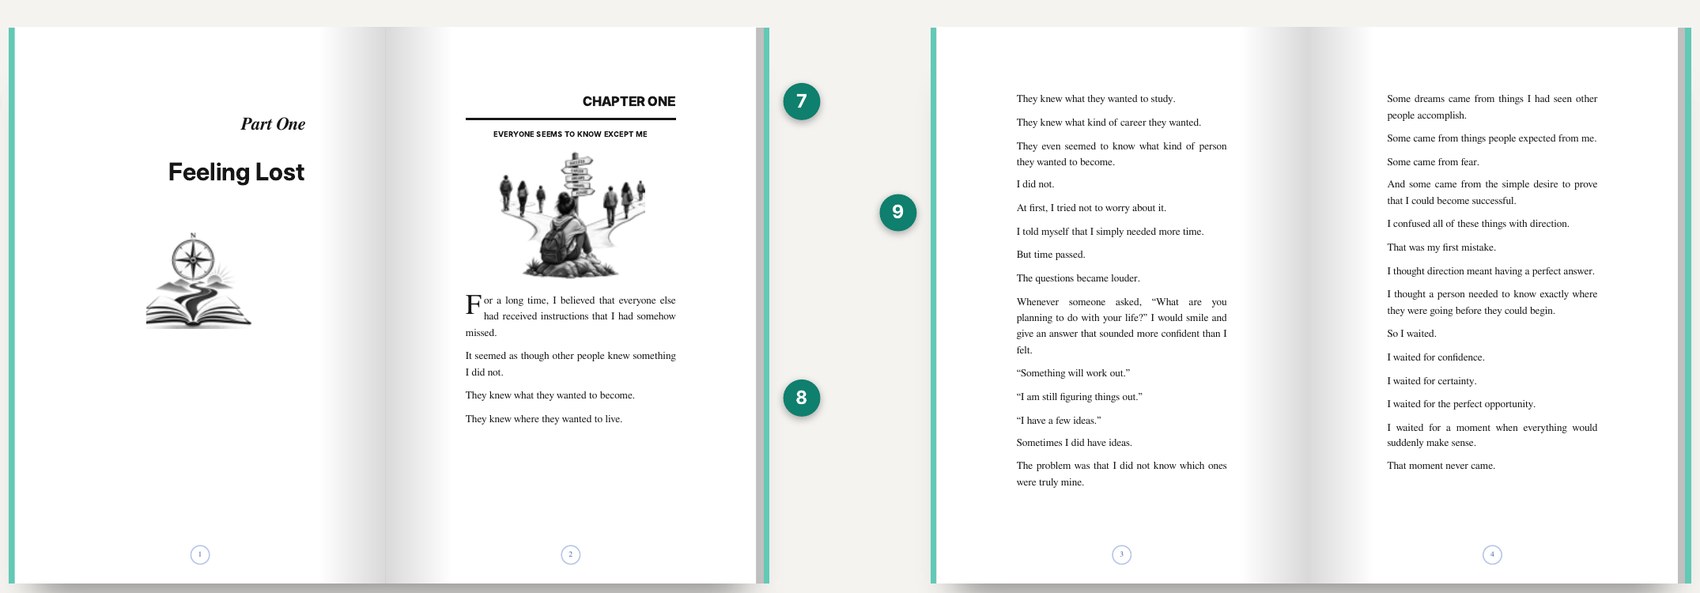 Part One
Feeling Lost
N
1
CHAPTER ONE
EVERYONE SEEMS TO KNOW EXCEPT ME
For a long time, I believed that everyone else
had received instructions that I had somehow
missed.
It seemed as though other people knew something
I did not.
They knew what they wanted to become.
They knew where they wanted to live.
2
7
8
9
They knew what they wanted to study.
They knew what kind of career they wanted.
They even seemed to know what kind of person
they wanted to become.
I did not.
At first, I tried not to worry about it.
I told myself that I simply needed more time.
But time passed.
The questions became louder.
Whenever someone asked, “What are you
planning to do with your life?” I would smile and
give an answer that sounded more confident than I
felt.
“Something will work out.”
“I am still figuring things out.”
“I have a few ideas.”
Sometimes I did have ideas.
The problem was that I did not know which ones
were truly mine.
3
Some dreams came from things I had seen other
people accomplish.
Some came from things people expected from me.
Some came from fear.
And some came from the simple desire to prove
that I could become successful.
I confused all of these things with direction.
That was my first mistake.
I thought direction meant having a perfect answer.
I thought a person needed to know exactly where
they were going before they could begin.
So I waited.
I waited for confidence.
I waited for certainty.
I waited for the perfect opportunity.
I waited for a moment when everything would
suddenly make sense.
That moment never came.
4